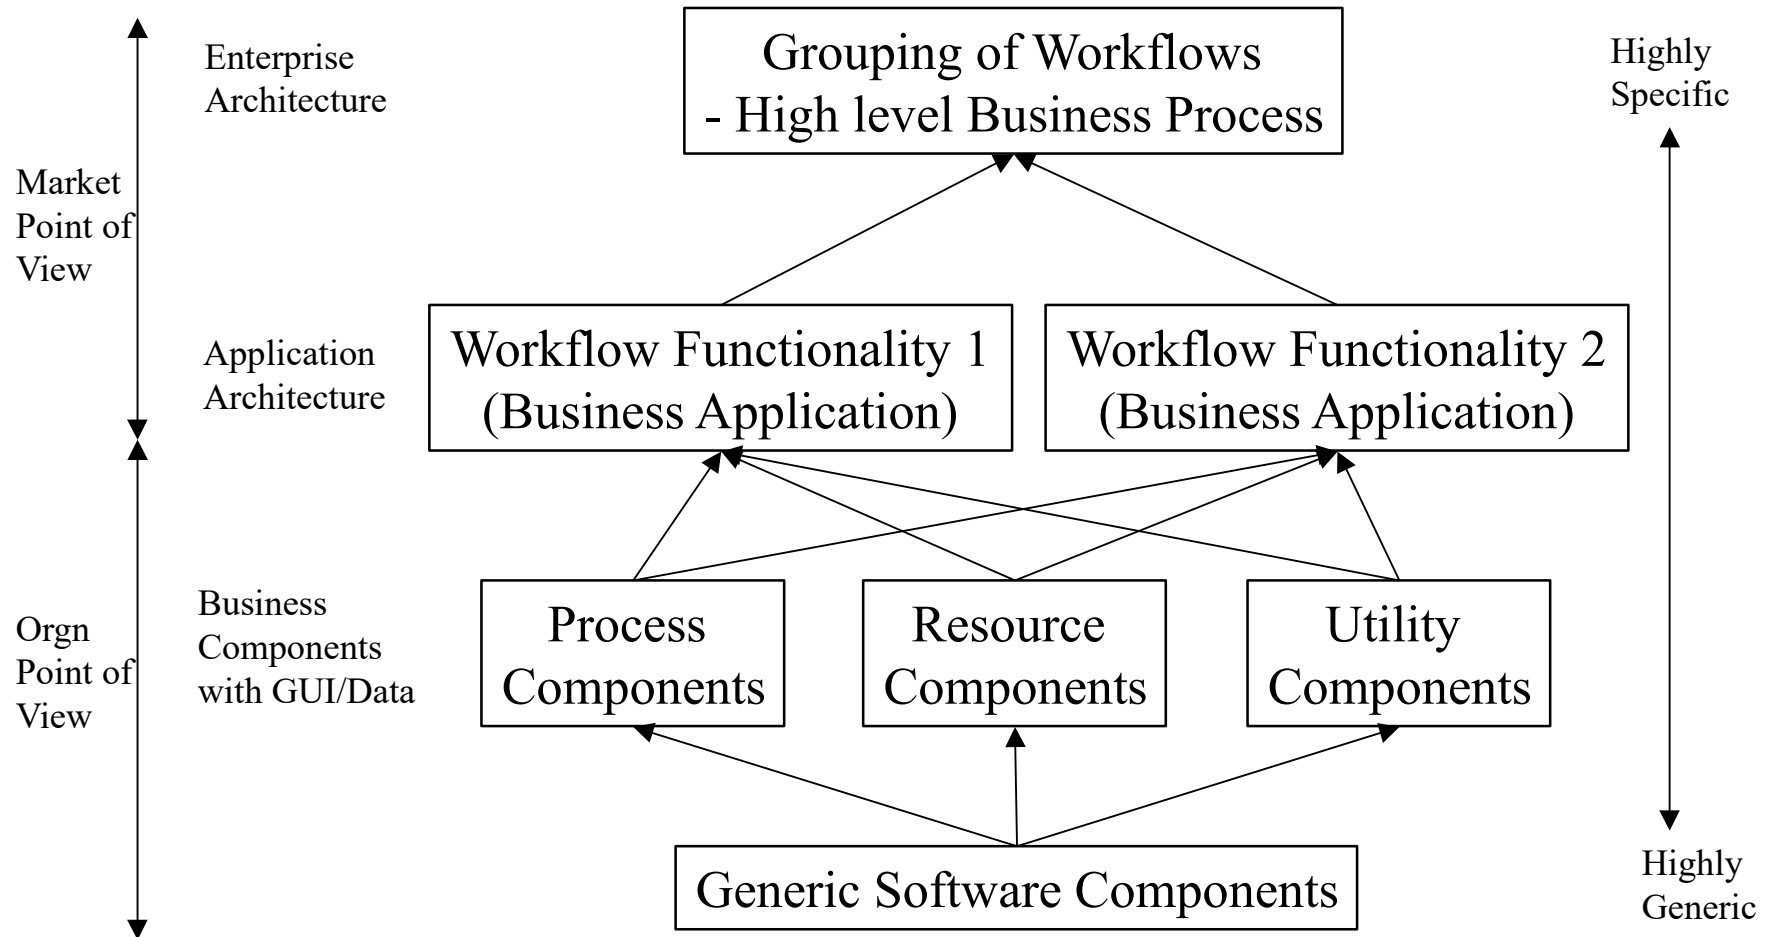 Enterprise
Architecture
Grouping of Workflows
- High level Business Process
Highly
Specific
Market
Point of
View
Application
Architecture
Workflow Functionality 1
(Business Application)
Workflow Functionality 2
(Business Application)
Orgn
Point of
View
Business
Components
with GUI/Data
Process
Components
Resource
Components
Utility
Components
Generic Software Components
Highly
Generic